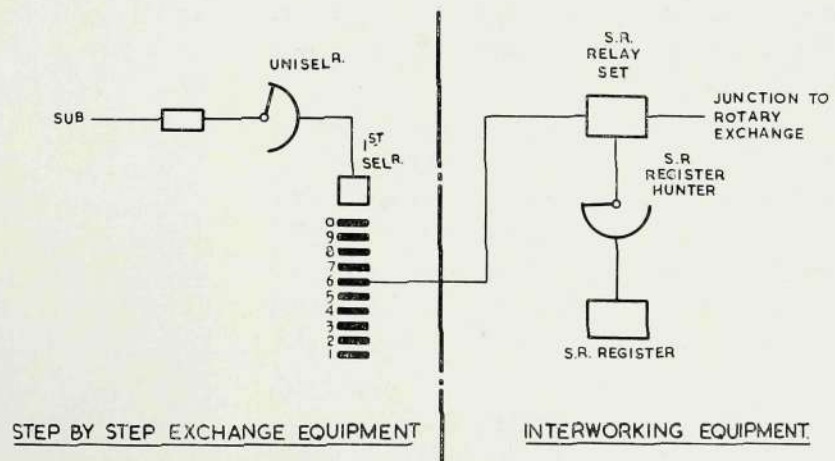 SUB
UNISELR.
1ST
SELR.
0
9
8
7
6
5
4
3
2
1
STEP BY STEP EXCHANGE EQUIPMENT
S.R.
RELAY
SET
JUNCTION TO
ROTARY
EXCHANGE
S.R
REGISTER
HUNTER
S.R. REGISTER
INTERWORKING EQUIPMENT.